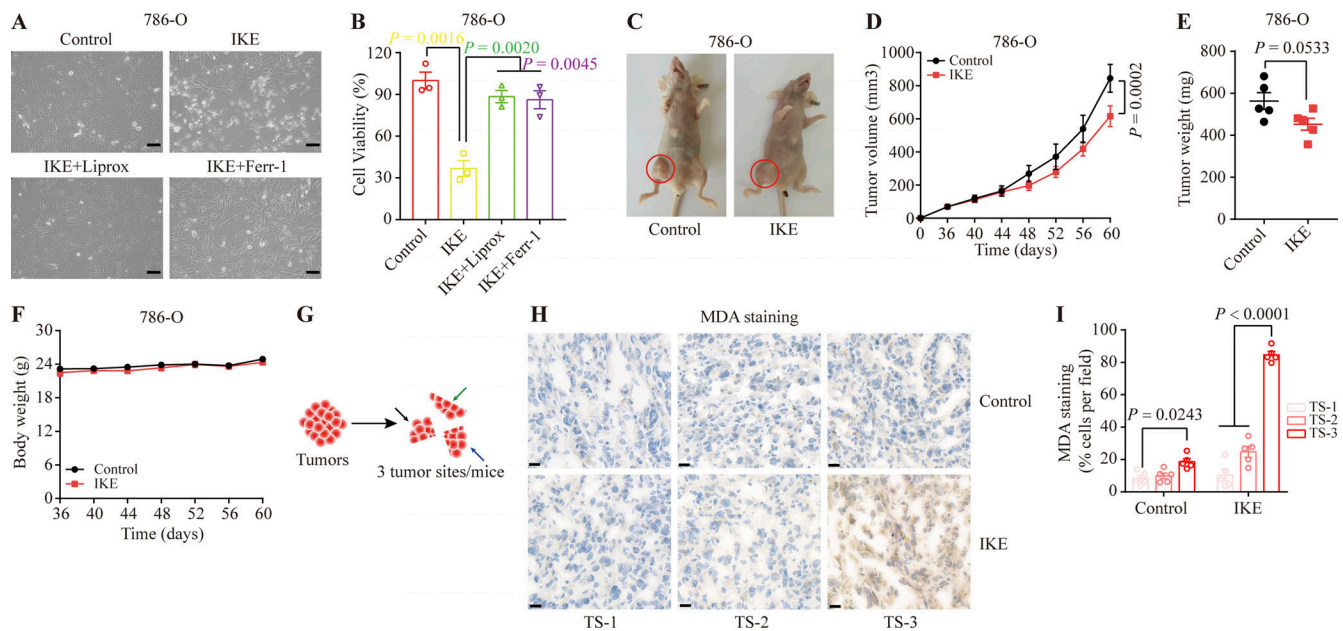 A
786-O
Control
IKE
IKE+Liprox
IKE+Ferr-1
B
P = 0.0016
P = 0.0020
P = 0.0045
Cell Viability (%)
120
90
60
30
0
Control
IKE
IKE+Liprox
IKE+Ferr-1
C
786-O
Control
IKE
D
786-O
Control
IKE
Tumor volume (mm3)
1000
800
600
400
200
0
0 36 40 44 48 52 56 60
Time (days)
P = 0.0002
E
786-O
P = 0.0533
Tumor weight (mg)
800
600
400
200
0
Control
IKE
F
786-O
Body weight (g)
30
24
18
12
6
0
Control
IKE
36 40 44 48 52 56 60
Time (days)
G
Tumors
3 tumor sites/mice
H
MDA staining
Control
IKE
TS-1
TS-2
TS-3
I
P < 0.0001
P = 0.0243
MDA staining
(% cells per field)
100
80
60
40
20
0
Control
IKE
TS-1
TS-2
TS-3